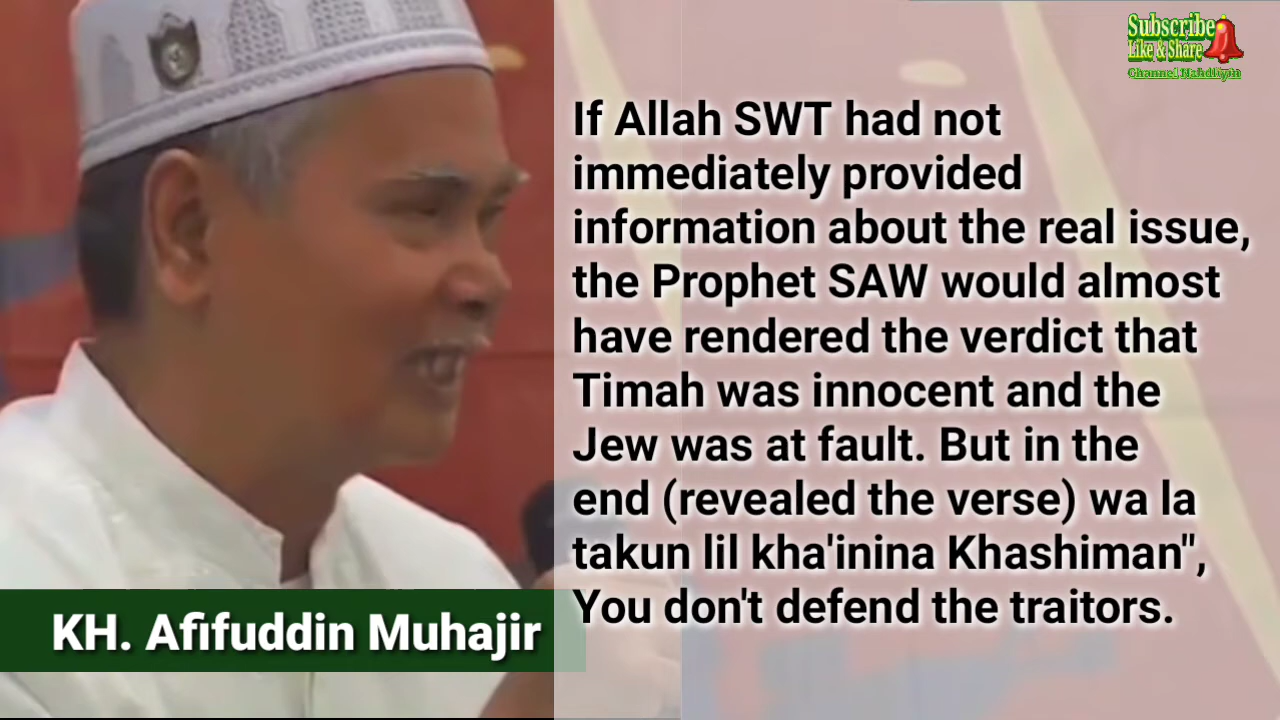 Subscribe
Like & Share
If Allah SWT had not
immediately provided
information about the real issue,
the Prophet SAW would almost
have rendered the verdict that
Timah was innocent and the
Jew was at fault. But in the
end (revealed the verse) wa la
takun lil kha'inina Khashiman",
You don't defend the traitors.
KH. Afifuddin Muhajir